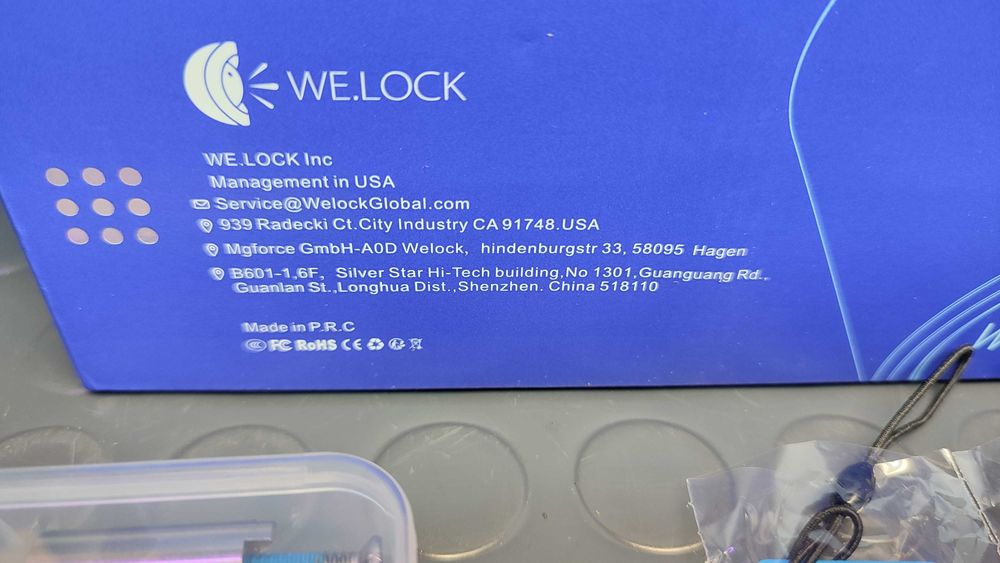 WE.LOCK
WE.LOCK Inc
Management in USA
Service@WelockGlobal.com
939 Radecki Ct.City Industry CA 91748.USA
Mgforce GmbH-A0D Welock, hindenburgstr 33, 58095 Hagen
B601-1,6F, Silver Star Hi-Tech building,No 1301,Guanguang Rd.,
Guanlan St.,Longhua Dist.,Shenzhen. China 518110
Made in P.R.C
FC RoHS CE